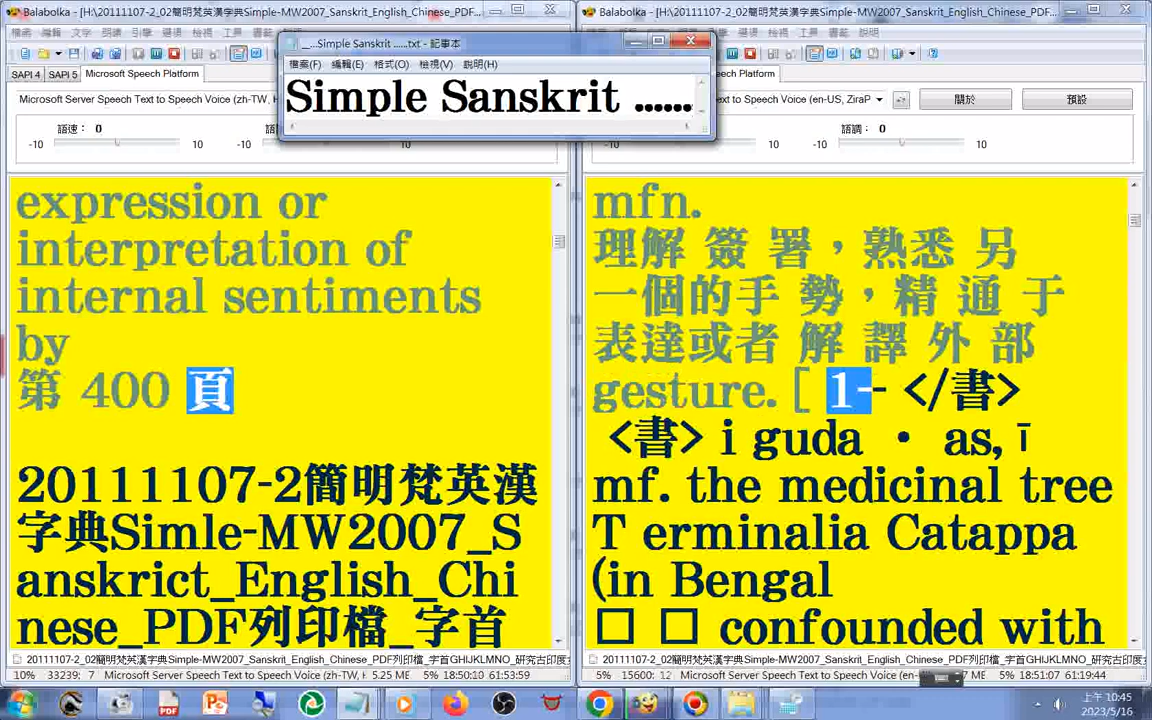 Balabolka - [H:\20111107-2_02簡明梵英漢字典Simple-MW2007_Sanskrit_English_Chinese_PDF...
Balabolka - [H:\20111107-2_02簡明梵英漢字典Simple-MW2007_Sanskrit_English_Chinese_PDF...
__...Simple Sanskrit ......txt - 記事本
檔案(F) 編輯(E) 格式(O) 檢視(V) 說明(H)
Simple Sanskrit ......
SAPI 4 SAPI 5 Microsoft Speech Platform
Microsoft Server Speech Text to Speech Voice (zh-TW, H
語速： 0
-10 10 -10 10
ext to Speech Voice (en-US, ZiraP
關於 預設
語調： 0
10 -10 10
expression or
interpretation of
internal sentiments
by
第 400 頁
20111107-2簡明梵英漢
字典Simle-MW2007_S
anskrict_English_Chi
nese_PDF列印檔_字首
mfn.
理解 簽 署，熟悉 另
一個的手 勢，精 通 于
表達或者 解 譯 外 部
gesture. [ 1-- </書>
<書> i guda • as, ī
mf. the medicinal tree
T erminalia Catappa
(in Bengal
□ □ confounded with
20111107-2_02簡明梵英漢字典Simple-MW2007_Sanskrit_English_Chinese_PDF列印檔_字首GHIJKLMNO_研究古印度
10% 33239: 7 Microsoft Server Speech Text to Speech Voice (zh-TW, H 5.25 ME 18:50:10 61:53:59
20111107-2_02簡明梵英漢字典Simple-MW2007_Sanskrit_English_Chinese_PDF列印檔_字首GHIJKLMNO_研究古印度
5% 15600: 12 Microsoft Server Speech Text to Speech Voice 5% 18:51:07 61:19:44
上午 10:45
2023/5/16